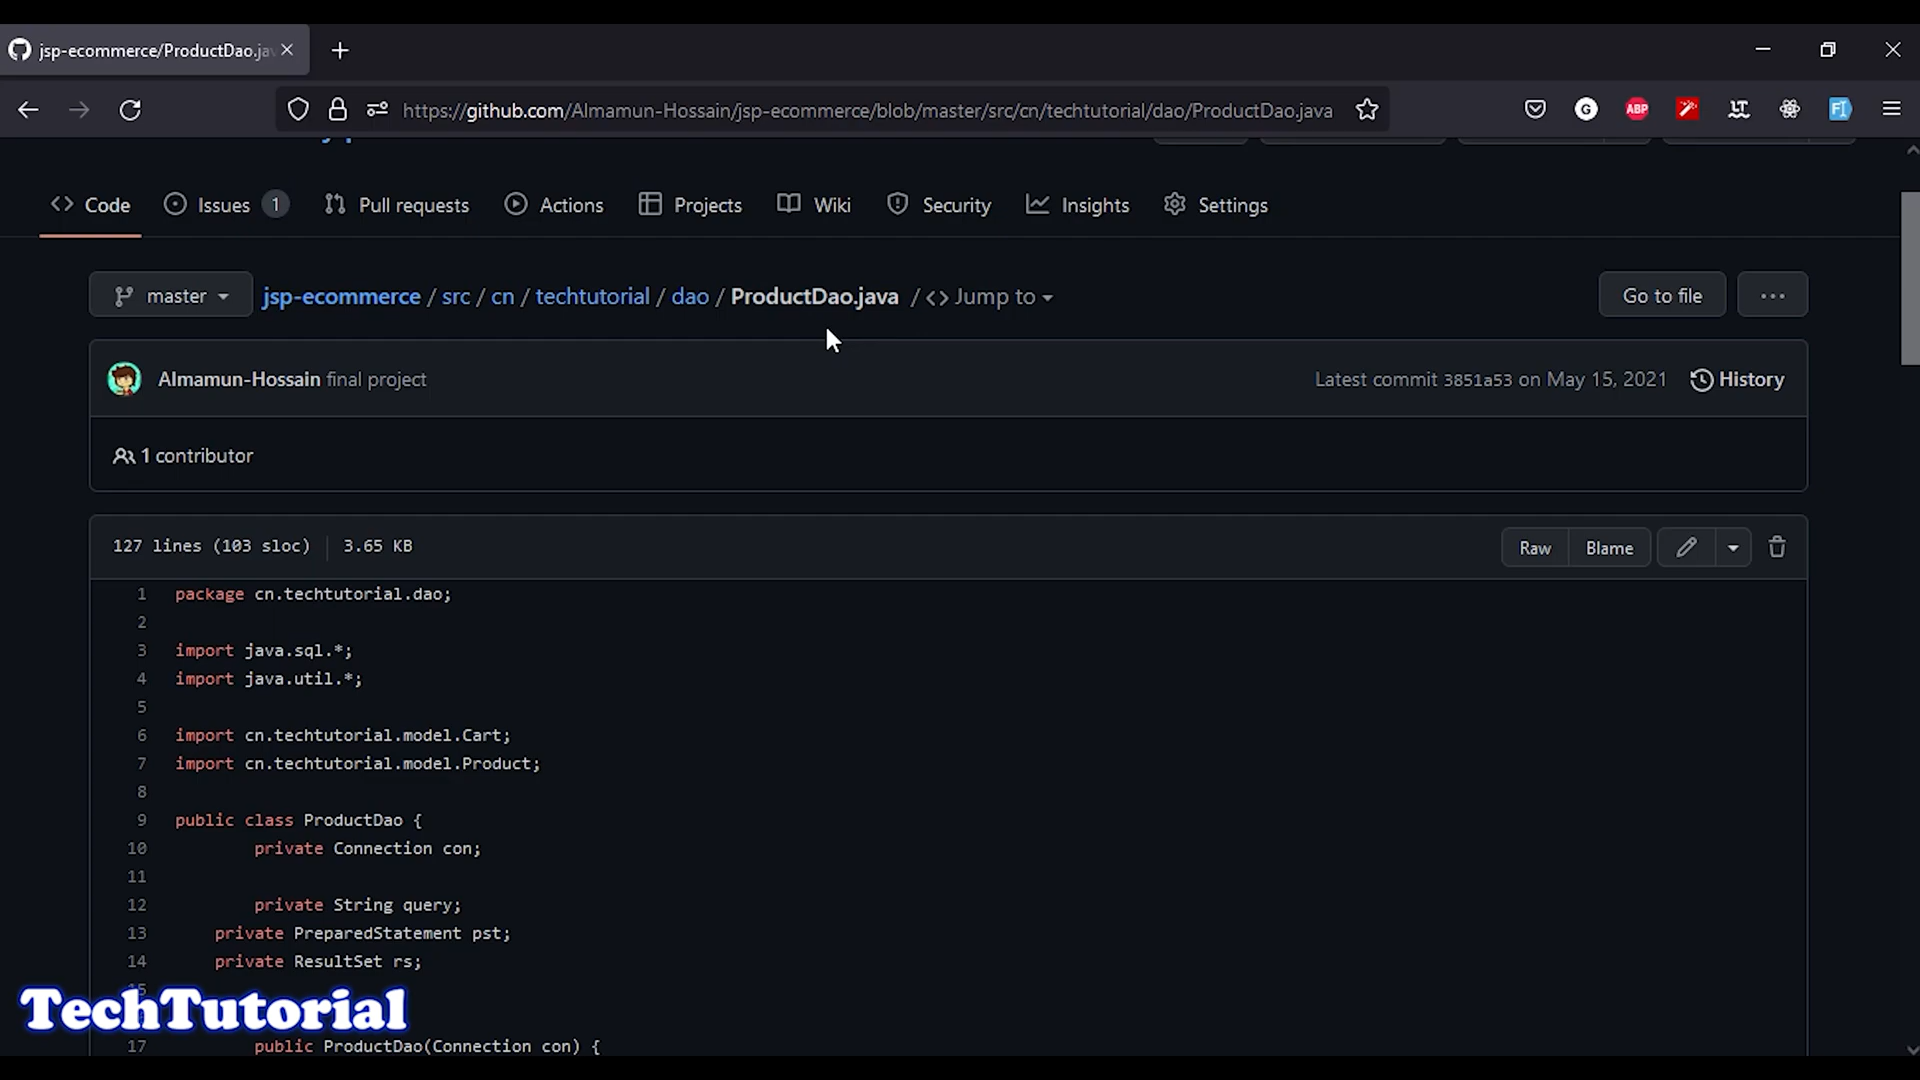 jsp-ecommerce/ProductDao.jav
https://github.com/Almamun-Hossain/jsp-ecommerce/blob/master/src/cn/techtutorial/dao/ProductDao.java
G ABP LT FI
Code Issues 1 Pull requests Actions Projects Wiki Security Insights Settings
master jsp-ecommerce / src / cn / techtutorial / dao / ProductDao.java / <> Jump to Go to file ...
Almamun-Hossain final project Latest commit 3851a53 on May 15, 2021 History
1 contributor
127 lines (103 sloc) 3.65 KB Raw Blame
1 package cn.techtutorial.dao;
2
3 import java.sql.*;
4 import java.util.*;
5
6 import cn.techtutorial.model.Cart;
7 import cn.techtutorial.model.Product;
8
9 public class ProductDao {
10 private Connection con;
11
12 private String query;
13 private PreparedStatement pst;
14 private ResultSet rs;
15
TechTutorial
17 public ProductDao(Connection con) {